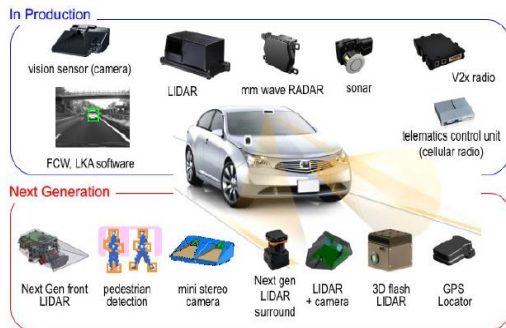 In Production
vision sensor (camera)
LIDAR
mm wave RADAR
sonar
V2x radio
FCW, LKA software
telematics control unit
(cellular radio)
Next Generation
Next Gen front
LIDAR
pedestrian
detection
mini stereo
camera
Next gen
LIDAR
surround
LIDAR
+ camera
3D flash
LIDAR
GPS
Locator